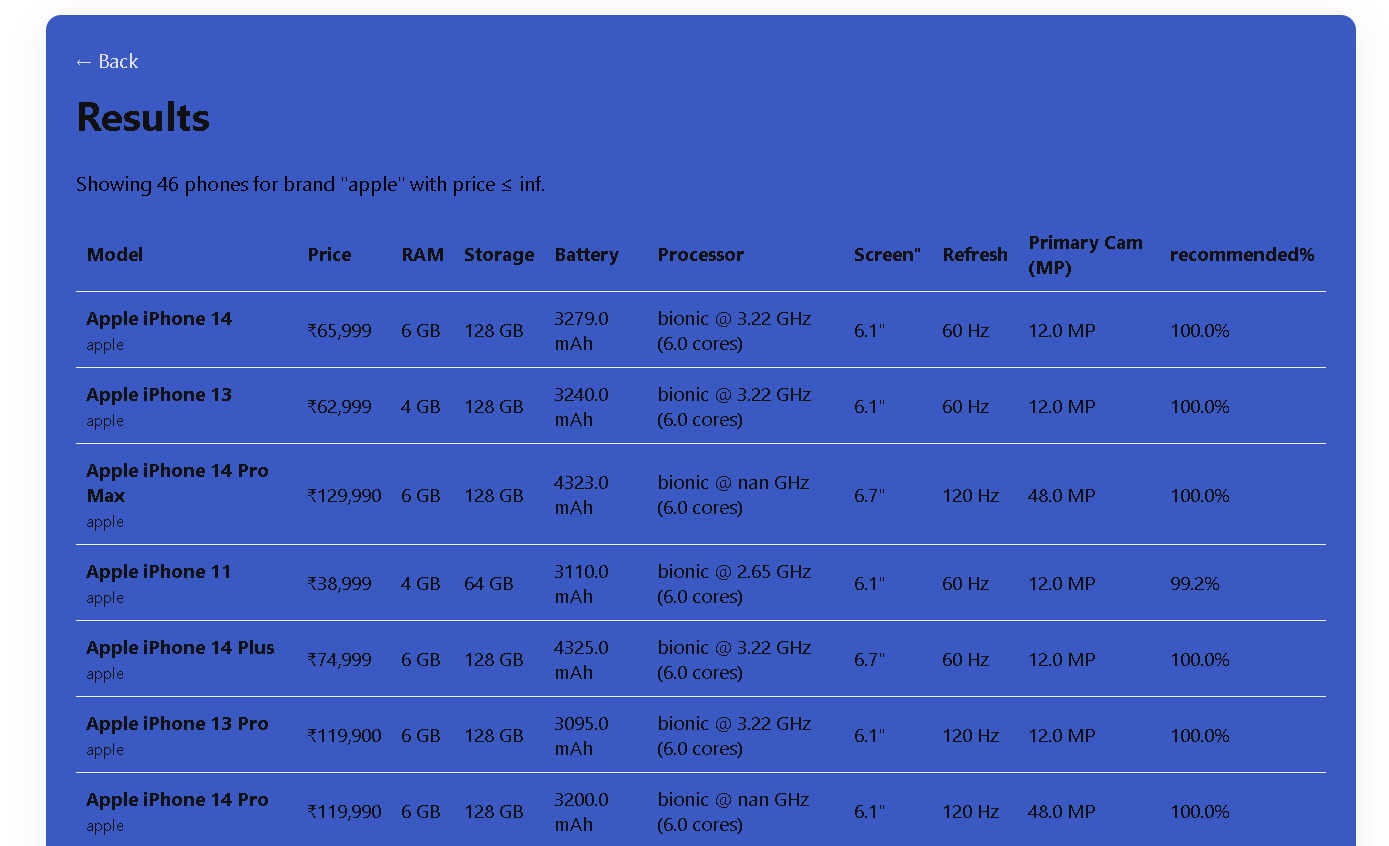 ← Back
Results
Showing 46 phones for brand "apple" with price ≤ inf.
Model Price RAM Storage Battery Processor Screen" Refresh Primary Cam (MP) recommended%
Apple iPhone 14 apple ₹65,999 6 GB 128 GB 3279.0 mAh bionic @ 3.22 GHz (6.0 cores) 6.1" 60 Hz 12.0 MP 100.0%
Apple iPhone 13 apple ₹62,999 4 GB 128 GB 3240.0 mAh bionic @ 3.22 GHz (6.0 cores) 6.1" 60 Hz 12.0 MP 100.0%
Apple iPhone 14 Pro Max apple ₹129,990 6 GB 128 GB 4323.0 mAh bionic @ nan GHz (6.0 cores) 6.7" 120 Hz 48.0 MP 100.0%
Apple iPhone 11 apple ₹38,999 4 GB 64 GB 3110.0 mAh bionic @ 2.65 GHz (6.0 cores) 6.1" 60 Hz 12.0 MP 99.2%
Apple iPhone 14 Plus apple ₹74,999 6 GB 128 GB 4325.0 mAh bionic @ 3.22 GHz (6.0 cores) 6.7" 60 Hz 12.0 MP 100.0%
Apple iPhone 13 Pro apple ₹119,900 6 GB 128 GB 3095.0 mAh bionic @ 3.22 GHz (6.0 cores) 6.1" 120 Hz 12.0 MP 100.0%
Apple iPhone 14 Pro apple ₹119,990 6 GB 128 GB 3200.0 mAh bionic @ nan GHz (6.0 cores) 6.1" 120 Hz 48.0 MP 100.0%